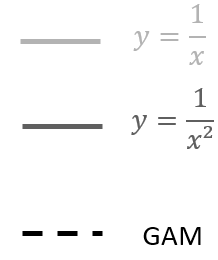 y = 1/x
y = 1/x²
GAM